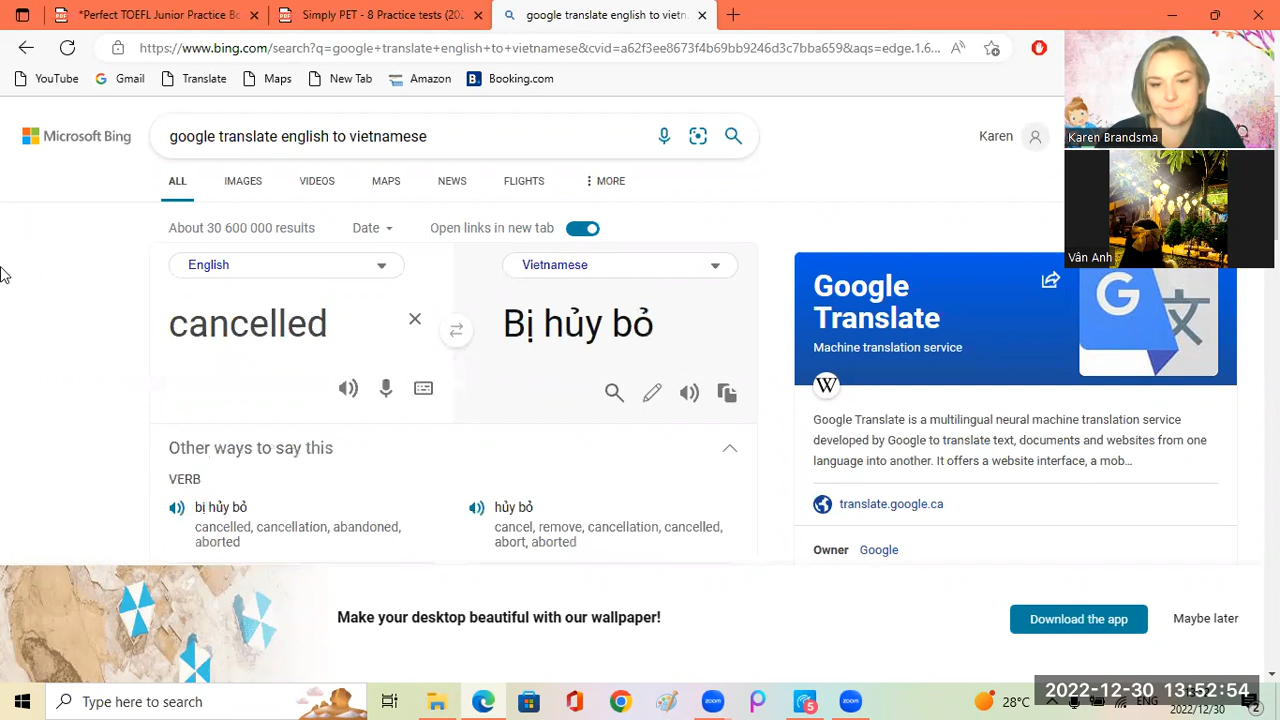 *Perfect TOEFL Junior Practice Bo
Simply PET - 8 Practice tests (202
google translate english to vietn
https://www.bing.com/search?q=google+translate+english+to+vietnamese&cvid=a62f3ee8673f4b69bb9246d3c7bba659&aqs=edge.1.6...
YouTube
Gmail
Translate
Maps
New Tab
Amazon
Booking.com
Karen Brandsma
Microsoft Bing
google translate english to vietnamese
Karen
ALL
IMAGES
VIDEOS
MAPS
NEWS
FLIGHTS
MORE
About 30 600 000 results
Date
Open links in new tab
Vân Anh
English
Vietnamese
cancelled
Bị hủy bỏ
Google
Translate
Machine translation service
Other ways to say this
VERB
bị hủy bỏ
cancelled, cancellation, abandoned,
aborted
hủy bỏ
cancel, remove, cancellation, cancelled,
abort, aborted
Google Translate is a multilingual neural machine translation service
developed by Google to translate text, documents and websites from one
language into another. It offers a website interface, a mob...
translate.google.ca
Owner Google
Make your desktop beautiful with our wallpaper!
Download the app
Maybe later
Type here to search
28°C
2022-12-30 13:52:54
2022/12/30